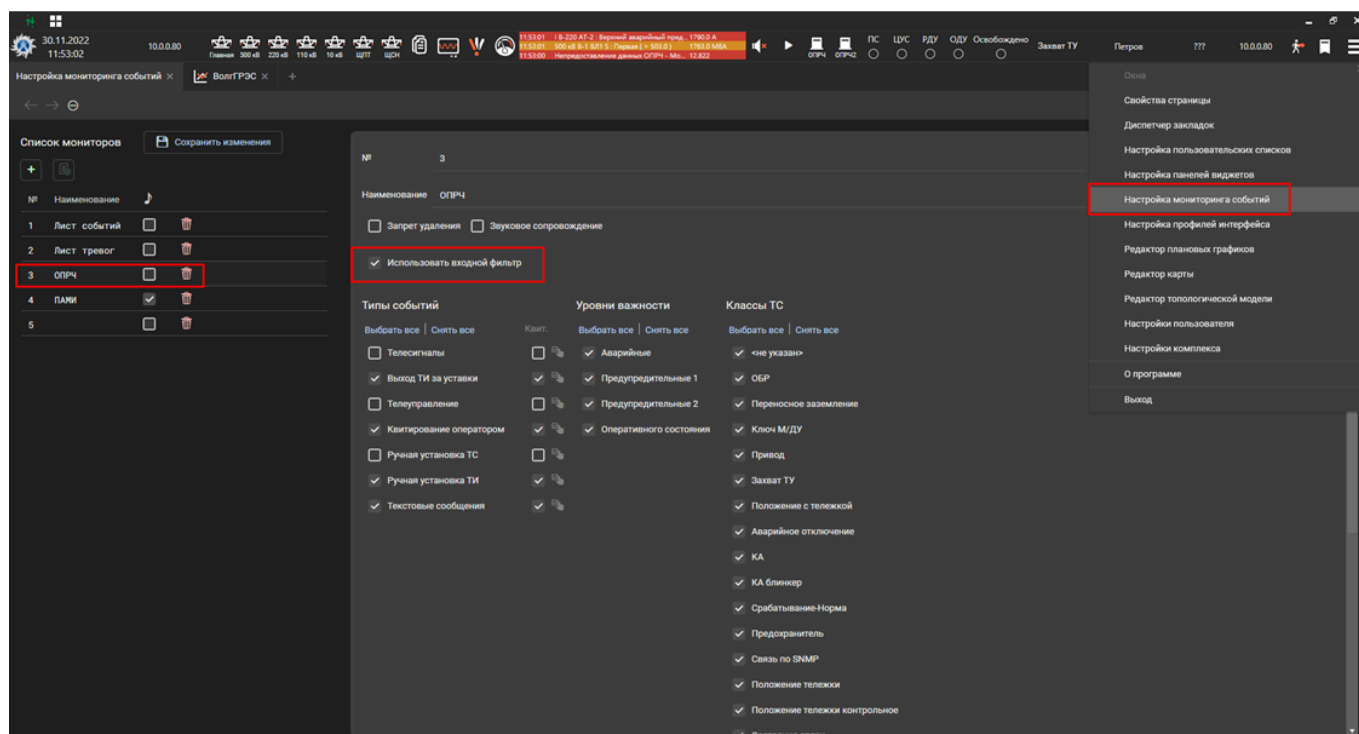 30.11.2022
11:53:02
10.0.0.80
Главная 500 кВ 220 кВ 110 кВ 10 кВ ЩПТ ЩСН
11:53:01 I В-220 АТ-2 : Верхний аварийный пред... 1790.0 А
11:53:01 500 кВ В-1 БЛ1 5 : Первая ( > 5010 ) 1763.0 МВА
11:53:00 Непредоставление данных ОПРЧ - Мо... 12.822
ОПРЧ ОПРЧ2
ПС ЦУС РДУ ОДУ Освобождено
Захват ТУ
Петров ??? 10.0.0.80
Настройка мониторинга событий × ВолгГРЭС × +
Окна
Свойства страницы
Диспетчер закладок
Настройка пользовательских списков
Настройка панелей виджетов
Настройка мониторинга событий
Настройка профилей интерфейса
Редактор плановых графиков
Редактор карты
Редактор топологической модели
Настройки пользователя
Настройки комплекса
О программе
Выход
Список мониторов Сохранить изменения
№ Наименование
1 Лист событий
2 Лист тревог
3 ОПРЧ
4 ПАМИ
5
№ 3
Наименование ОПРЧ
Запрет удаления Звуковое сопровождение
Использовать входной фильтр
Типы событий Уровни важности Классы ТС
Выбрать все | Снять все Квит. Выбрать все | Снять все Выбрать все | Снять все
Телесигналы Аварийные <не указан>
Выход ТИ за уставки Предупредительные 1 ОБР
Телеуправление Предупредительные 2 Переносное заземление
Квитирование оператором Оперативного состояния Ключ М/ДУ
Ручная установка ТС Привод
Ручная установка ТИ Захват ТУ
Текстовые сообщения Положение с тележкой
Аварийное отключение
КА
КА блинкер
Срабатывание-Норма
Предохранитель
Связь по SNMP
Положение тележки
Положение тележки контрольное